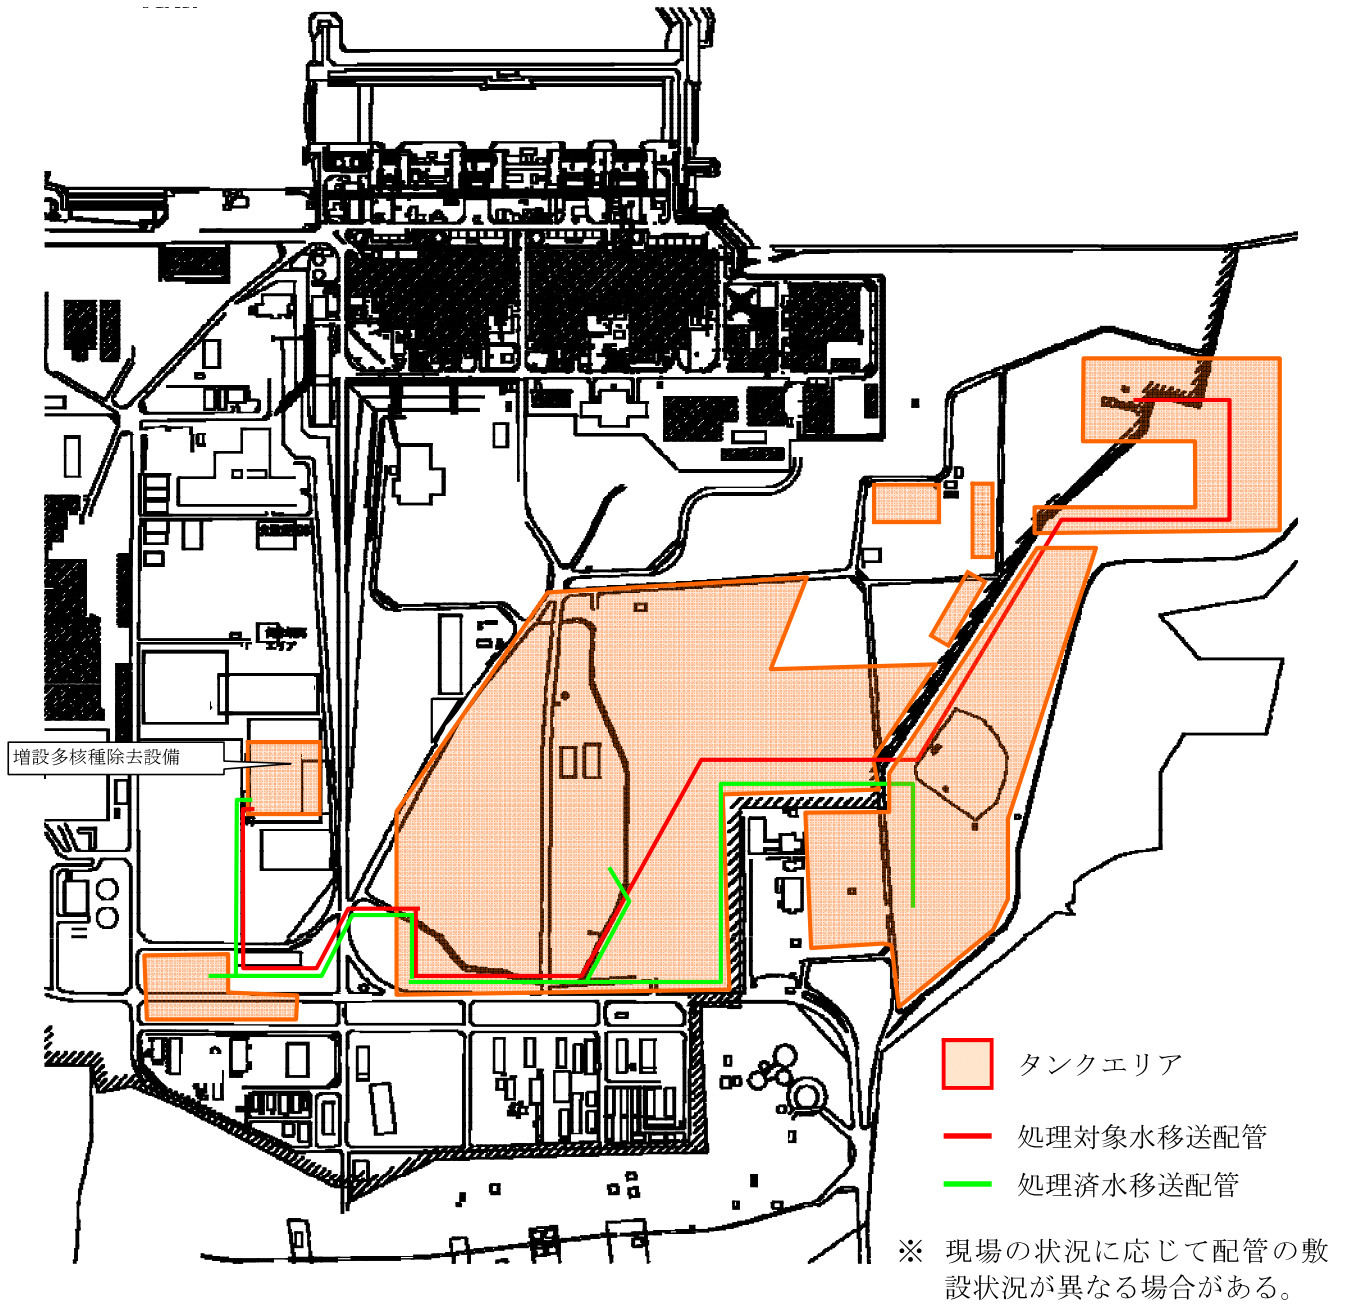 増設多核種除去設備
エリア
タンクエリア
処理対象水移送配管
処理済水移送配管
※ 現場の状況に応じて配管の敷
設状況が異なる場合がある。